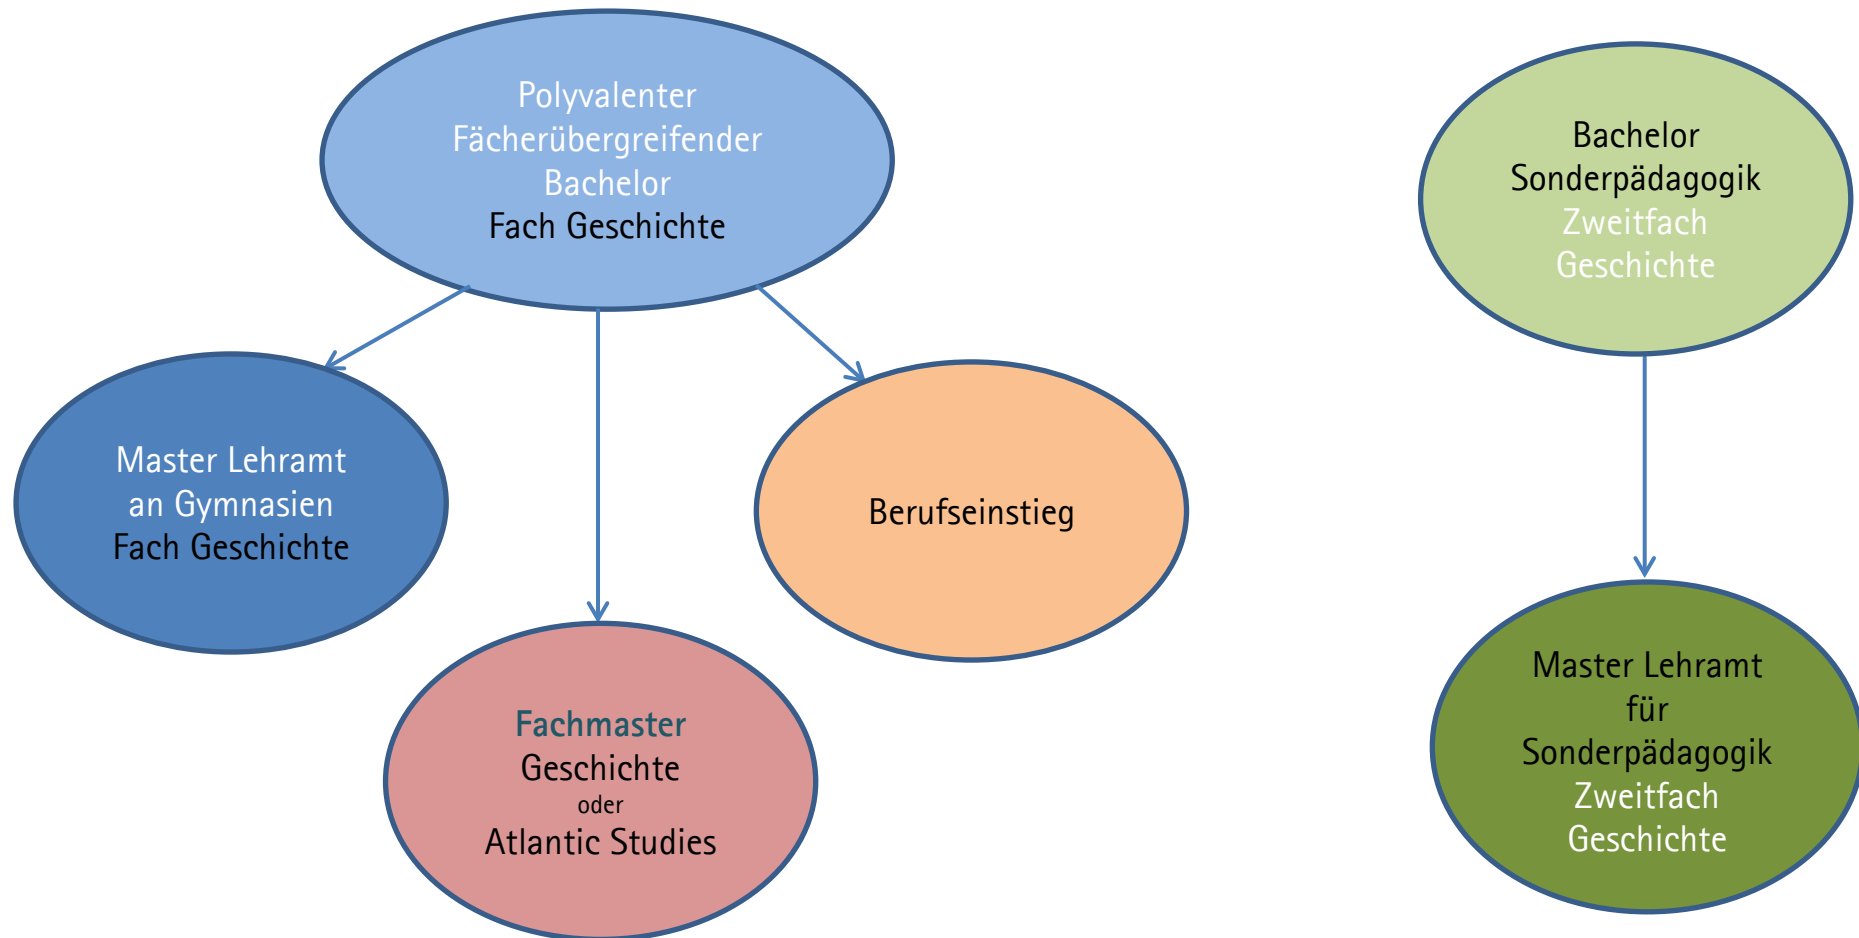 Polyvalenter
Fächerübergreifender
Bachelor
Fach Geschichte
Bachelor
Sonderpädagogik
Zweitfach
Geschichte
Master Lehramt
an Gymnasien
Fach Geschichte
Berufseinstieg
Fachmaster
Geschichte
oder
Atlantic Studies
Master Lehramt
für
Sonderpädagogik
Zweitfach
Geschichte